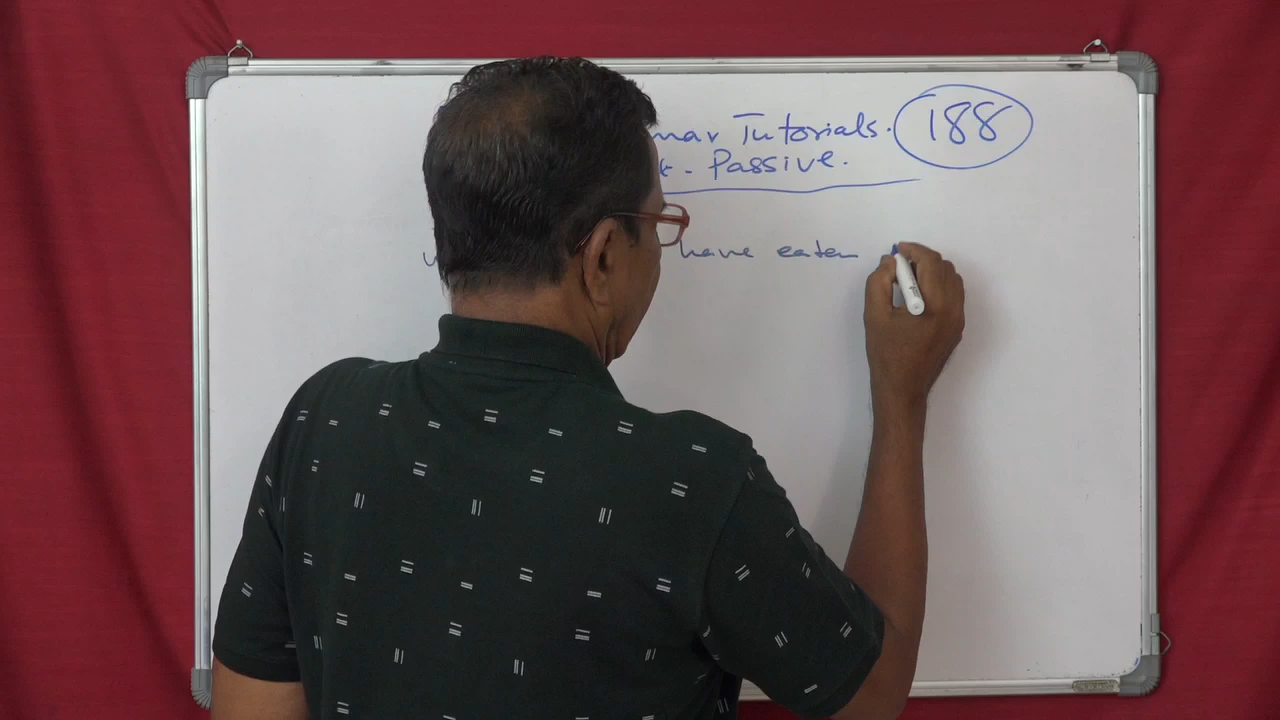 mar Tutorials. 188
t. Passive.
have eaten